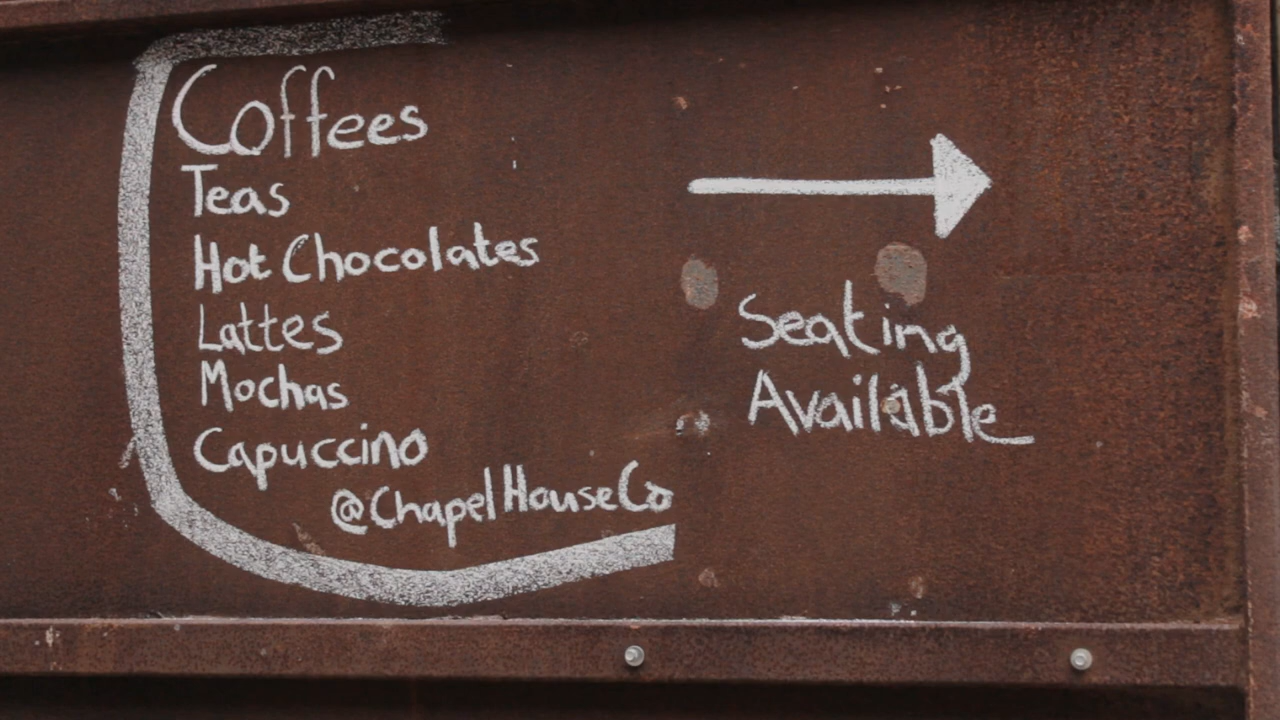 Coffees
Teas
Hot Chocolates
Lattes
Mochas
Capuccino
@ChapelHouseCo
Seating
Available